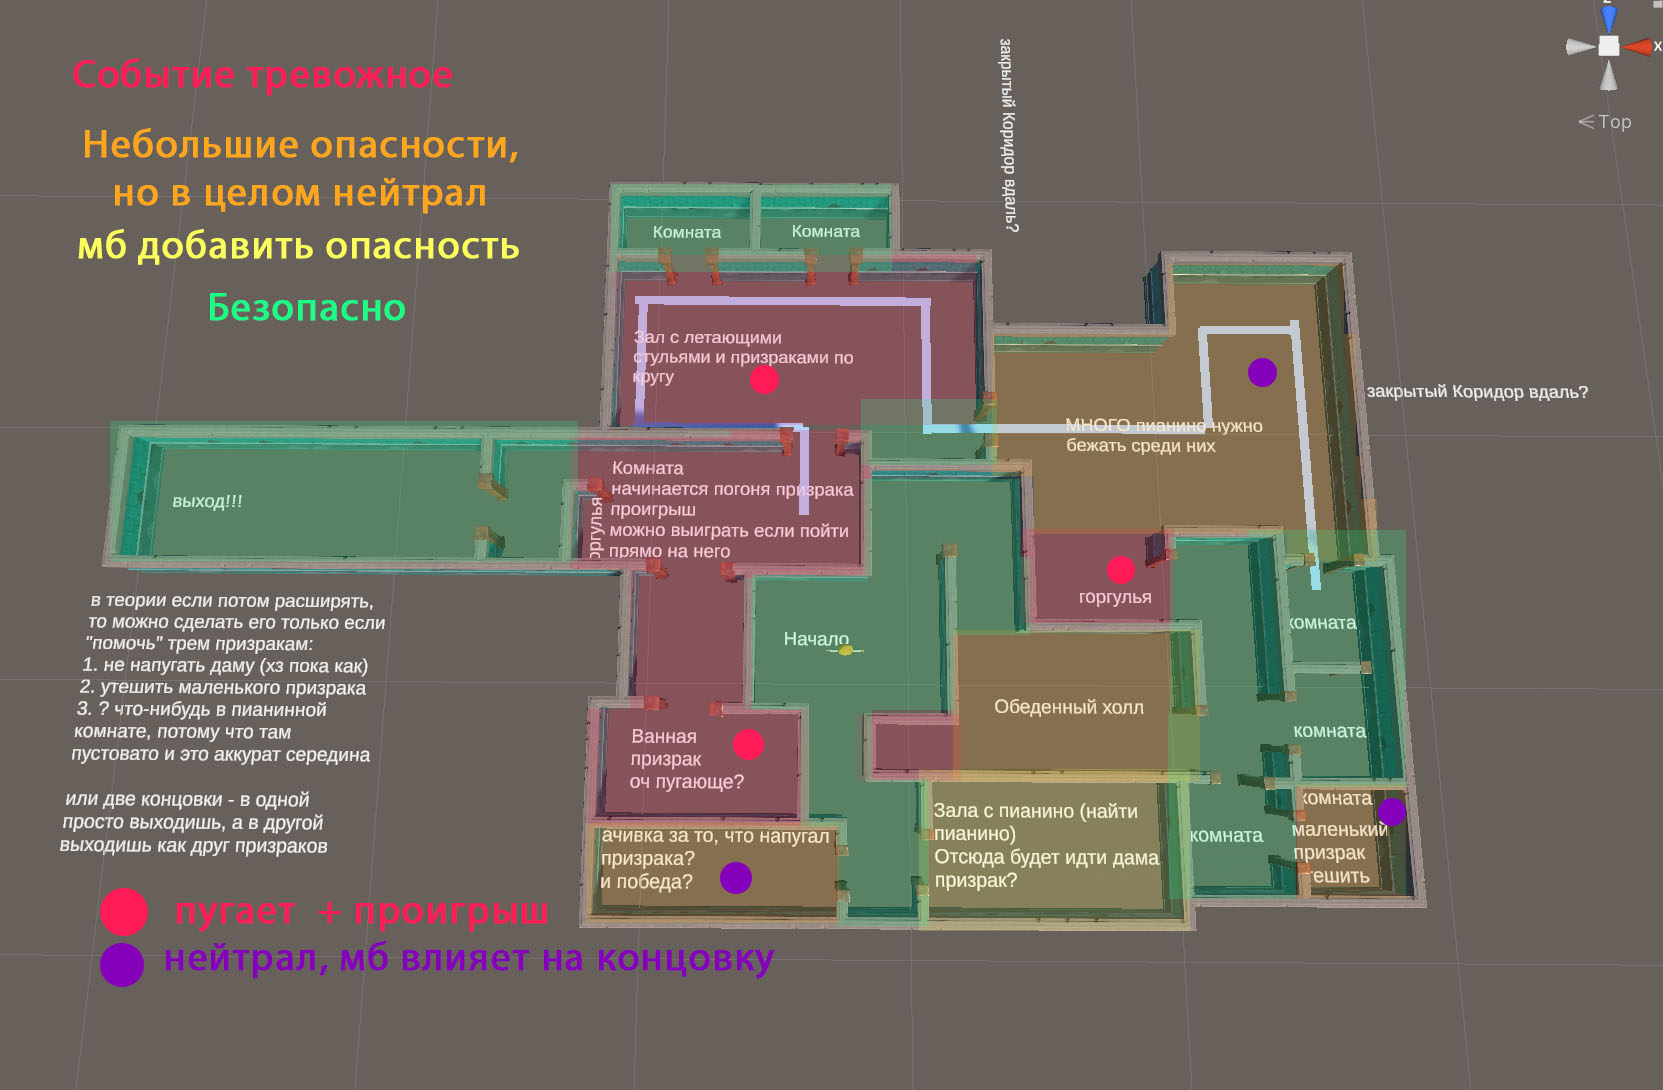 Z
x
Top
Событие тревожное
Небольшие опасности,
но в целом нейтрал
мб добавить опасность
Безопасно
закрытый Коридор вдаль?
Комната
Комната
Зал с летающими
стульями и призраками по
кругу
закрытый Коридор вдаль?
МНОГО пианино нужно
бежать среди них
выход!!!
Комната
начинается погоня призрака
проигрыш
можно выиграть если пойти
прямо на него
оргулья
горгулья
Начало
комната
Обеденный холл
комната
Ванная
призрак
оч пугающе?
в теории если потом расширять,
то можно сделать его только если
"помочь" трем призракам:
1. не напугать даму (хз пока как)
2. утешить маленького призрака
3. ? что-нибудь в пианинной
комнате, потому что там
пустовато и это аккурат середина
или две концовки - в одной
просто выходишь, а в другой
выходишь как друг призраков
ачивка за то, что напугал
призрака?
и победа?
Зала с пианино (найти
пианино)
Отсюда будет идти дама
призрак?
комната
комната
маленький
призрак
тешить
пугает + проигрыш
нейтрал, мб влияет на концовку